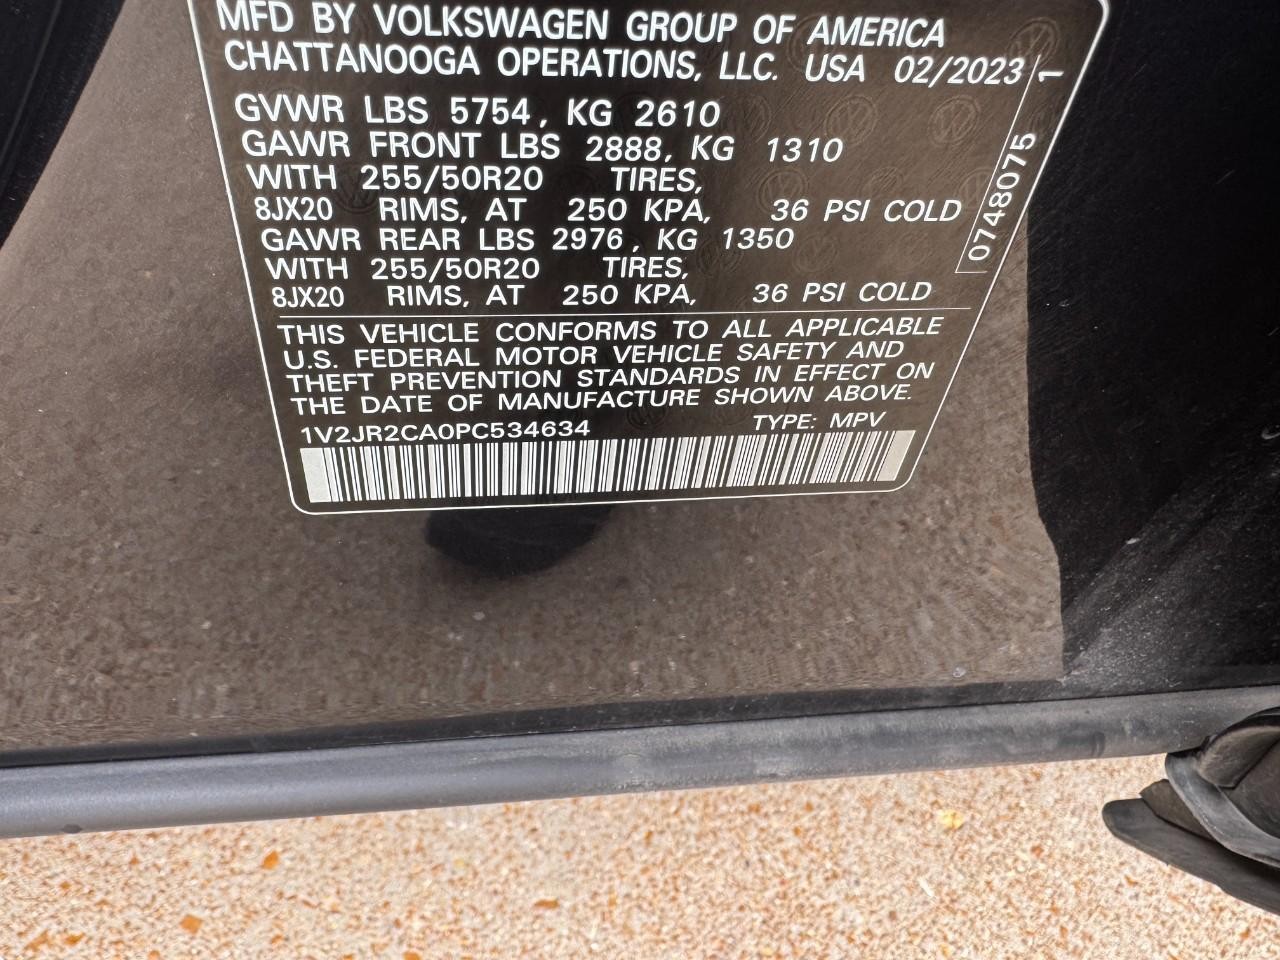 MFD BY VOLKSWAGEN GROUP OF AMERICA
CHATTANOOGA OPERATIONS, LLC. USA 02/2023
GVWR LBS 5754, KG 2610
GAWR FRONT LBS 2888, KG 1310
WITH 255/50R20 TIRES,
8JX20 RIMS, AT 250 KPA, 36 PSI COLD
GAWR REAR LBS 2976, KG 1350
WITH 255/50R20 TIRES,
8JX20 RIMS, AT 250 KPA, 36 PSI COLD
THIS VEHICLE CONFORMS TO ALL APPLICABLE
U.S. FEDERAL MOTOR VEHICLE SAFETY AND
THEFT PREVENTION STANDARDS IN EFFECT ON
THE DATE OF MANUFACTURE SHOWN ABOVE.
1V2JR2CA0PC534634 TYPE: MPV
0748075 1